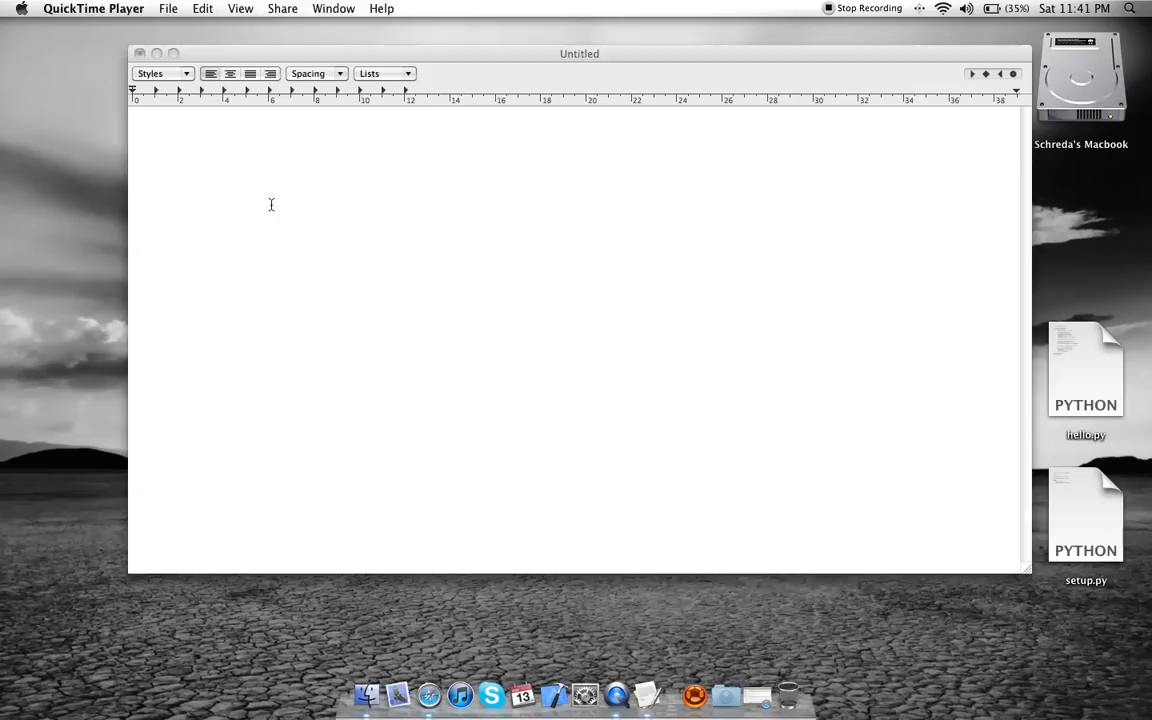 QuickTime Player File Edit View Share Window Help Stop Recording (35%) Sat 11:41 PM
Untitled
Styles Spacing Lists
0 2 4 6 8 10 12 14 16 18 20 22 24 26 28 30 32 34 36 38
Schreda's Macbook
PYTHON
hello.py
PYTHON
setup.py
13